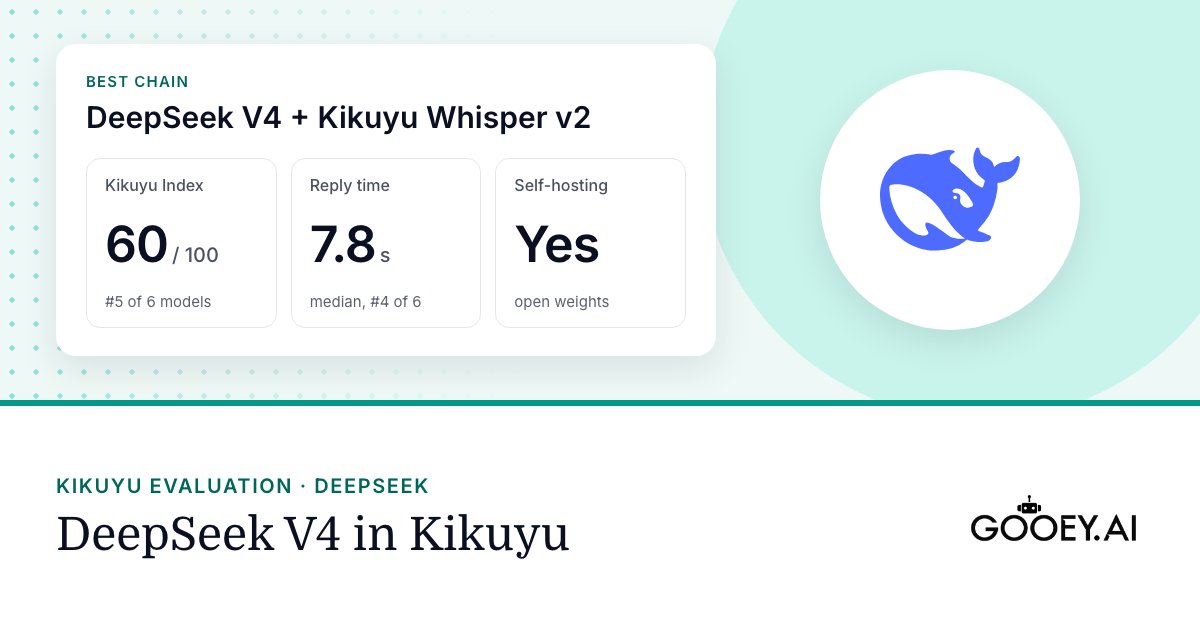 BEST CHAIN
DeepSeek V4 + Kikuyu Whisper v2
Kikuyu Index
60 / 100
#5 of 6 models
Reply time
7.8 s
median, #4 of 6
Self-hosting
Yes
open weights
KIKUYU EVALUATION · DEEPSEEK
DeepSeek V4 in Kikuyu
GOOEY.AI